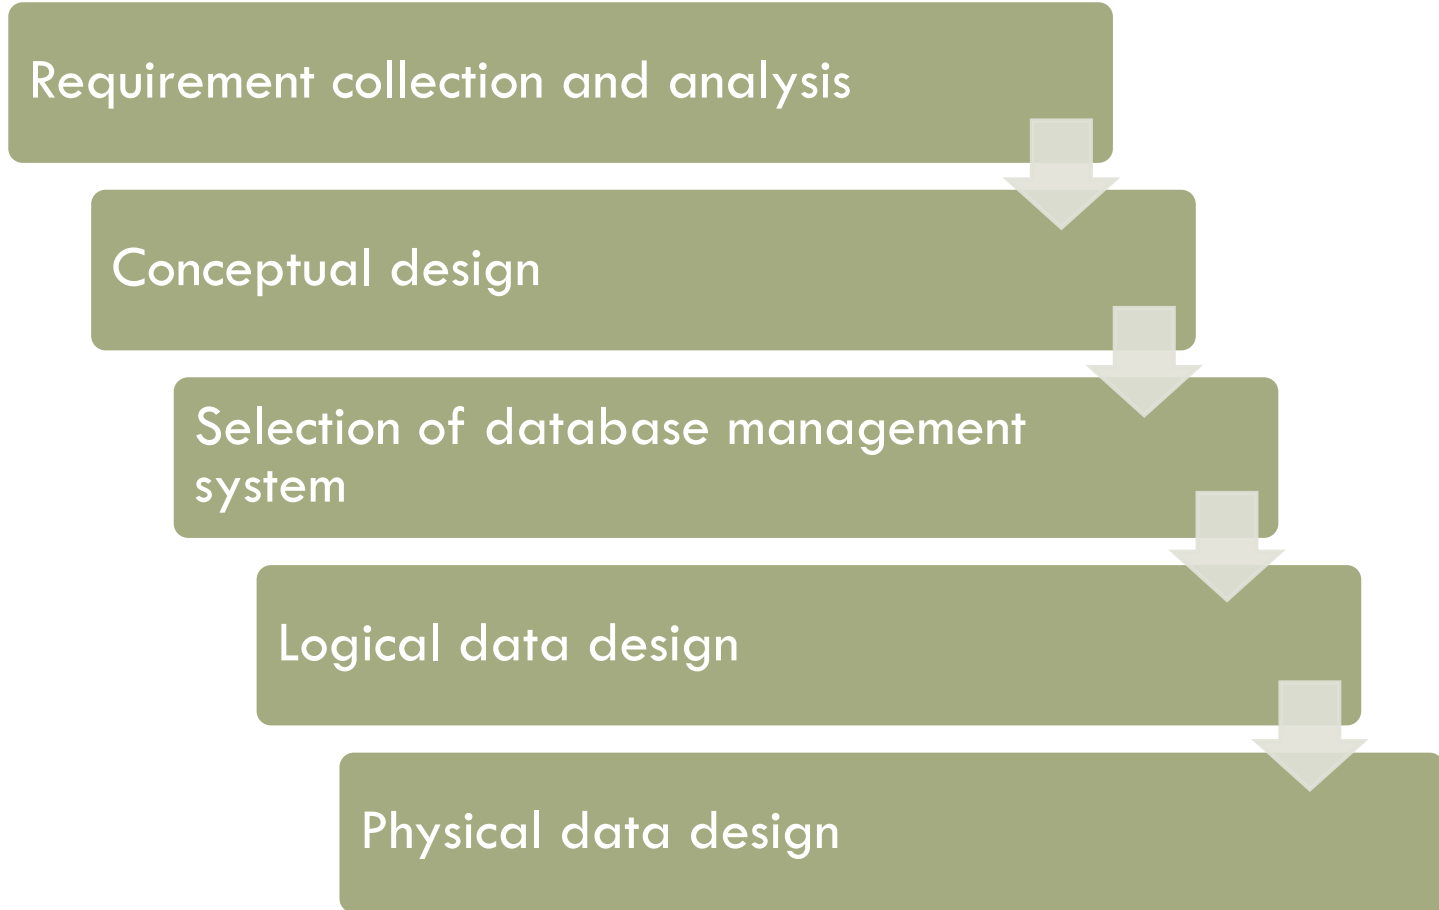 Requirement collection and analysis
Conceptual design
Selection of database management
system
Logical data design
Physical data design